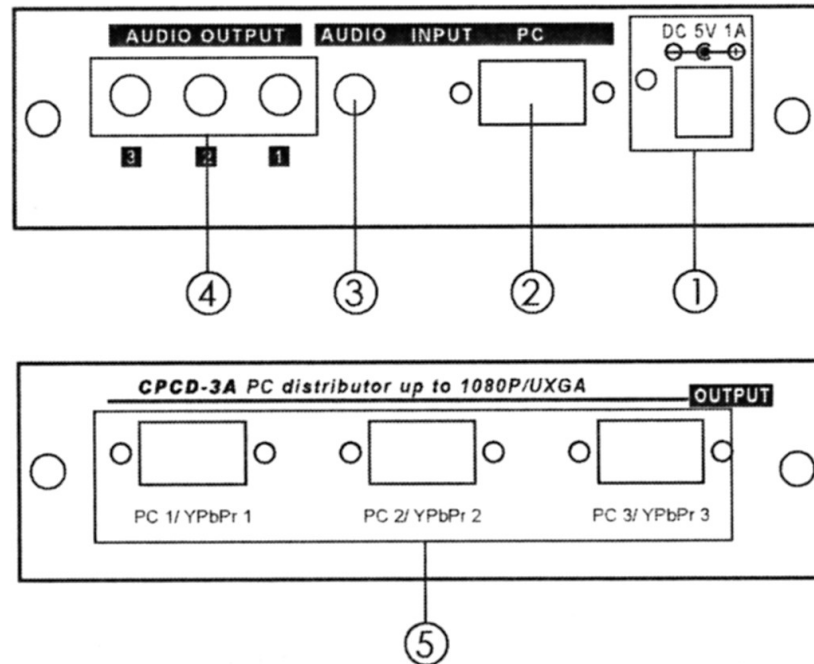 AUDIO OUTPUT AUDIO INPUT PC
DC 5V 1A
3 2 1
4 3 2 1
CPCD-3A PC distributor up to 1080P/UXGA
OUTPUT
PC 1/ YPbPr 1 PC 2/ YPbPr 2 PC 3/ YPbPr 3
5